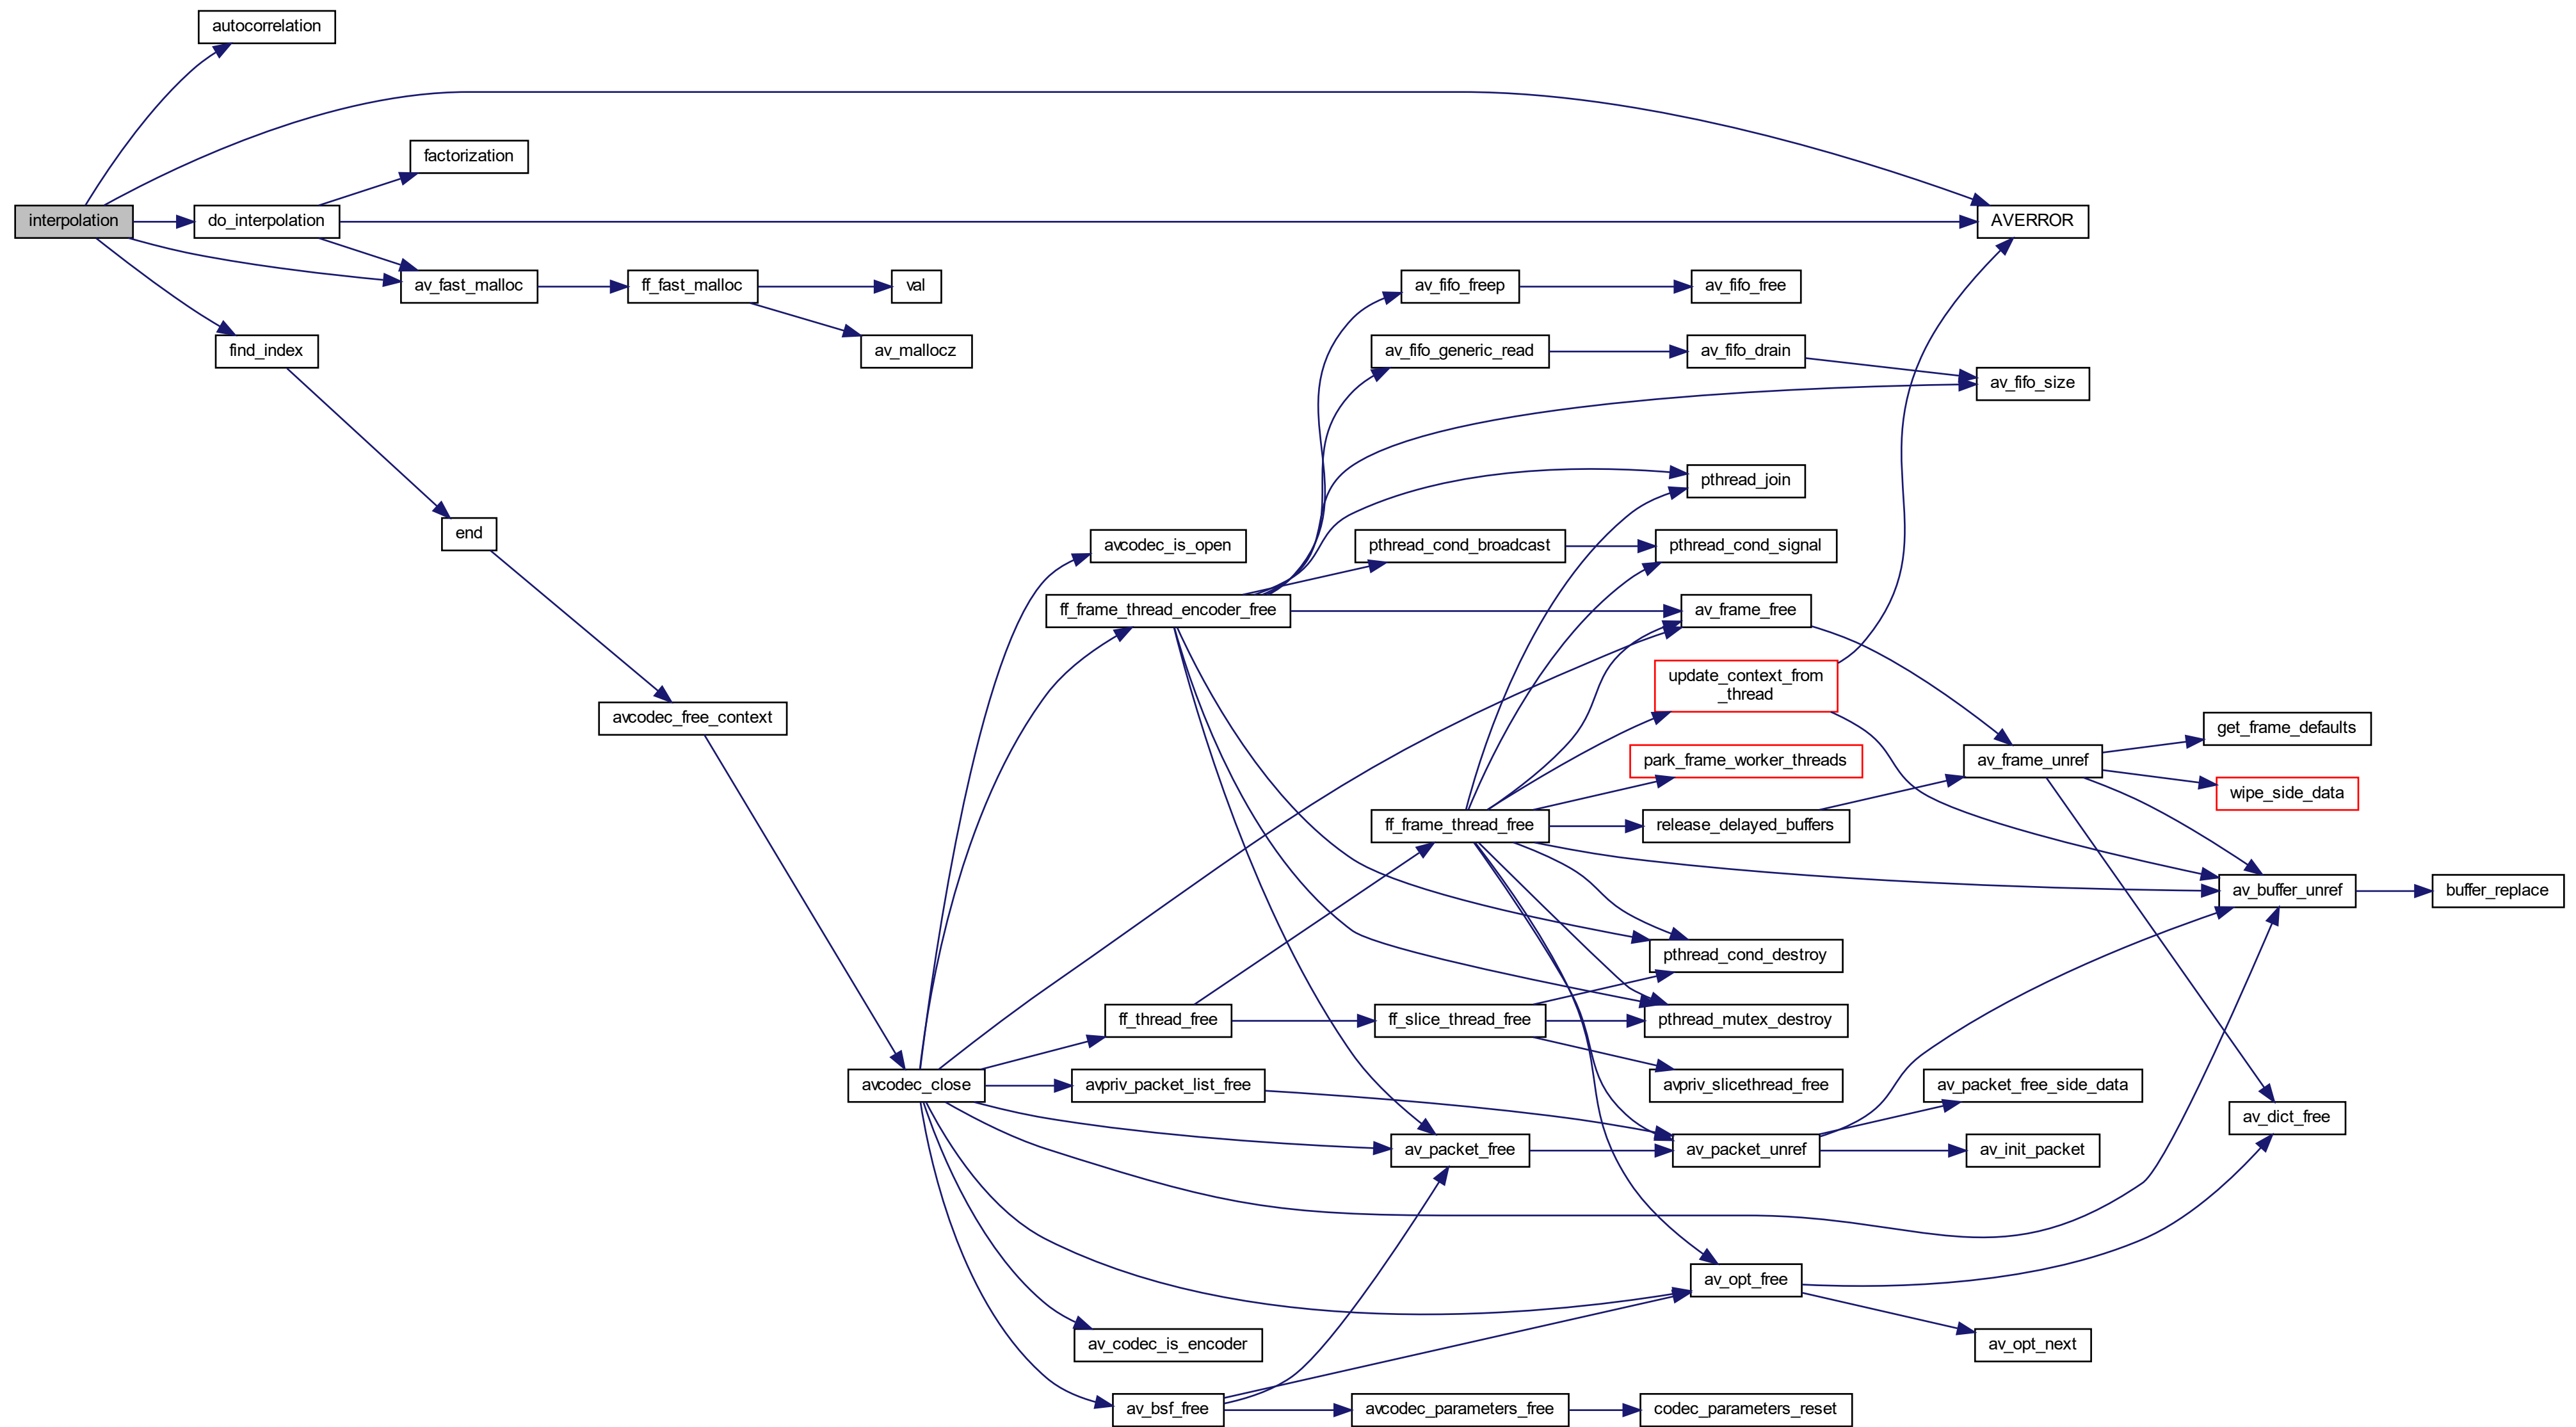 autocorrelation
factorization
interpolation
do_interpolation
AVERROR
av_fast_malloc
ff_fast_malloc
val
av_fifo_freep
av_fifo_free
find_index
av_mallocz
av_fifo_generic_read
av_fifo_drain
av_fifo_size
pthread_join
end
avcodec_is_open
pthread_cond_broadcast
pthread_cond_signal
ff_frame_thread_encoder_free
av_frame_free
update_context_from
_thread
avcodec_free_context
get_frame_defaults
park_frame_worker_threads
av_frame_unref
wipe_side_data
ff_frame_thread_free
release_delayed_buffers
av_buffer_unref
buffer_replace
pthread_cond_destroy
ff_thread_free
ff_slice_thread_free
pthread_mutex_destroy
avcodec_close
avpriv_packet_list_free
avpriv_slicethread_free
av_packet_free_side_data
av_dict_free
av_packet_free
av_packet_unref
av_init_packet
av_opt_free
av_codec_is_encoder
av_opt_next
av_bsf_free
avcodec_parameters_free
codec_parameters_reset